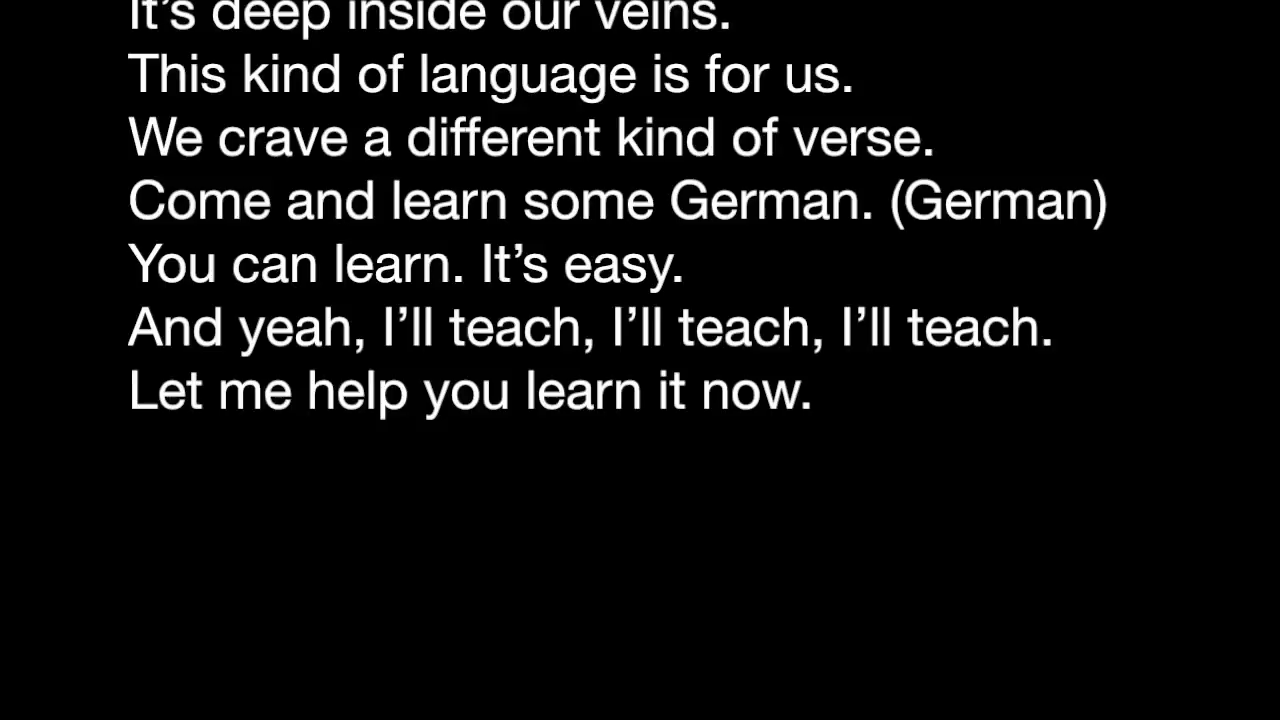 It’s deep inside our veins.
This kind of language is for us.
We crave a different kind of verse.
Come and learn some German. (German)
You can learn. It’s easy.
And yeah, I’ll teach, I’ll teach, I’ll teach.
Let me help you learn it now.